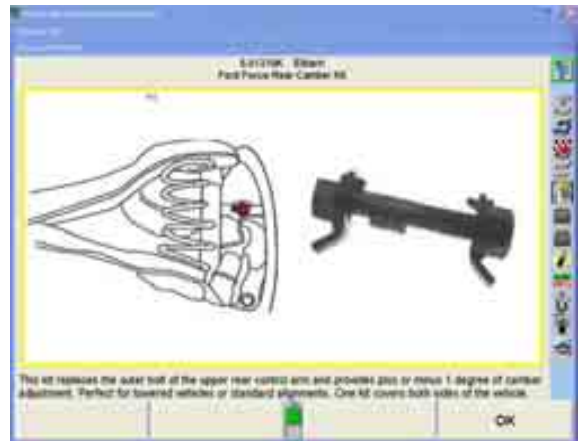 Ford Focus Rear Camber Kit
This kit replaces the outer bolt of the upper rear control arm and provides plus or minus 1 degree of camber
adjustment. Perfect for lowered vehicles or standard alignments. One kit covers both sides of the vehicle.
OK